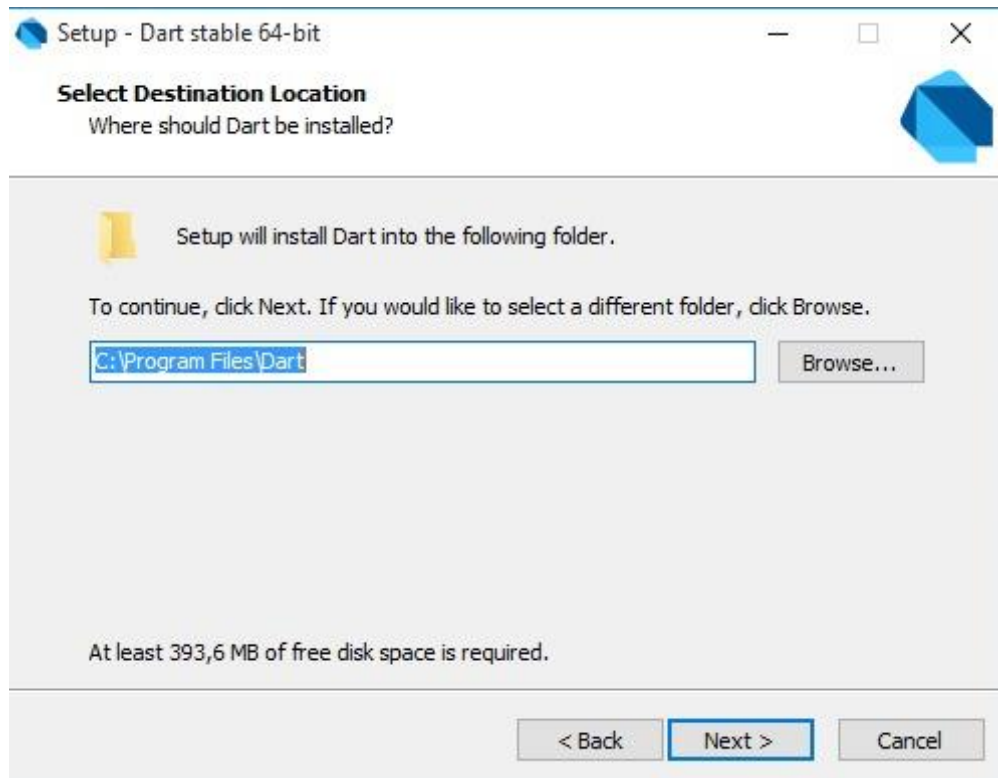 Setup - Dart stable 64-bit
Select Destination Location
Where should Dart be installed?
Setup will install Dart into the following folder.
To continue, click Next. If you would like to select a different folder, click Browse.
C:\Program Files\Dart
Browse...
At least 393,6 MB of free disk space is required.
< Back
Next >
Cancel